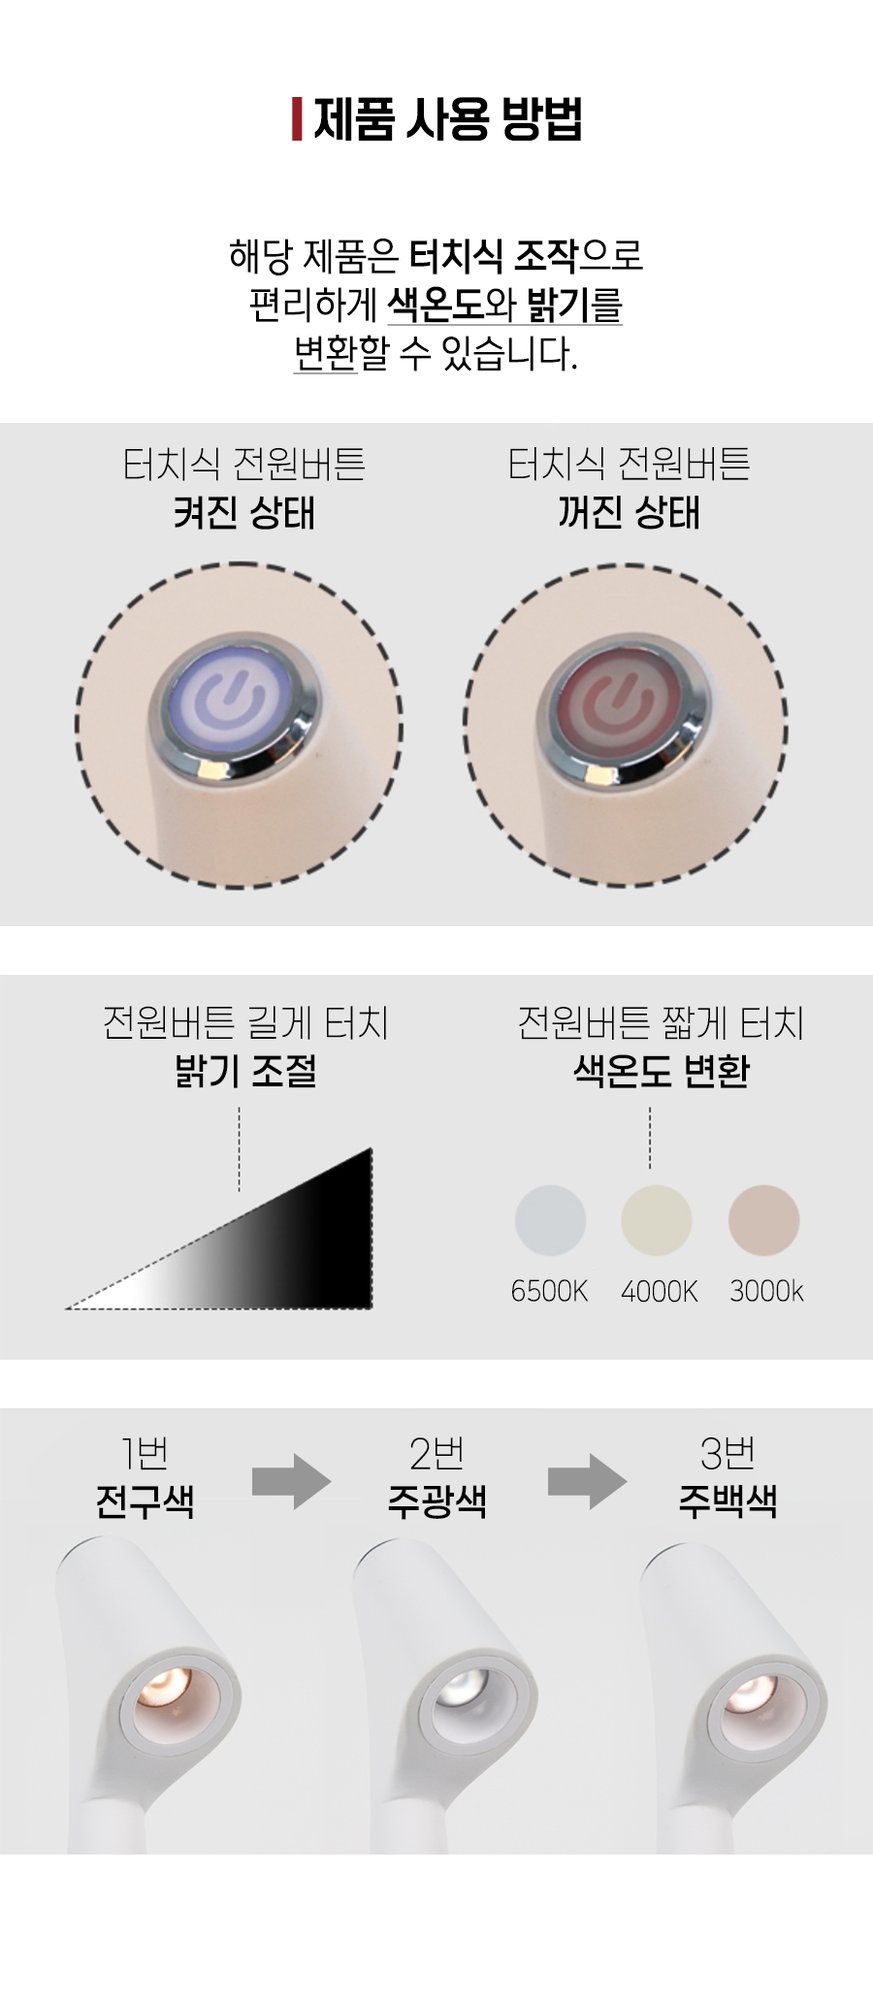 제품 사용 방법
해당 제품은 터치식 조작으로
편리하게 색온도와 밝기를
변환할 수 있습니다.
터치식 전원버튼
켜진 상태
터치식 전원버튼
꺼진 상태
전원버튼 길게 터치
밝기 조절
전원버튼 짧게 터치
색온도 변환
6500K 4000K 3000k
1번
전구색
2번
주광색
3번
주백색